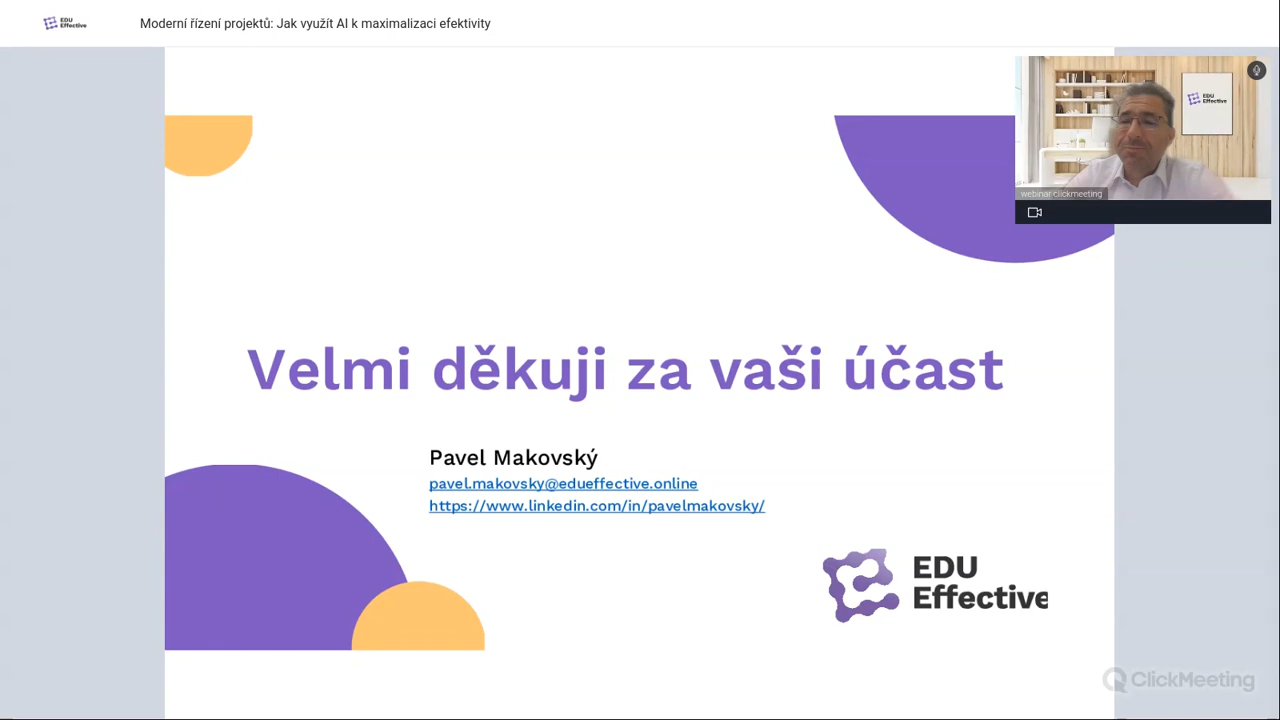 EDU
Effective
Moderní řízení projektů: Jak využít AI k maximalizaci efektivity
EDU
Effective
webinar clickmeeting
Velmi děkuji za vaši účast
Pavel Makovský
pavel.makovsky@edueffective.online
https://www.linkedin.com/in/pavelmakovsky/
EDU
Effective
ClickMeeting